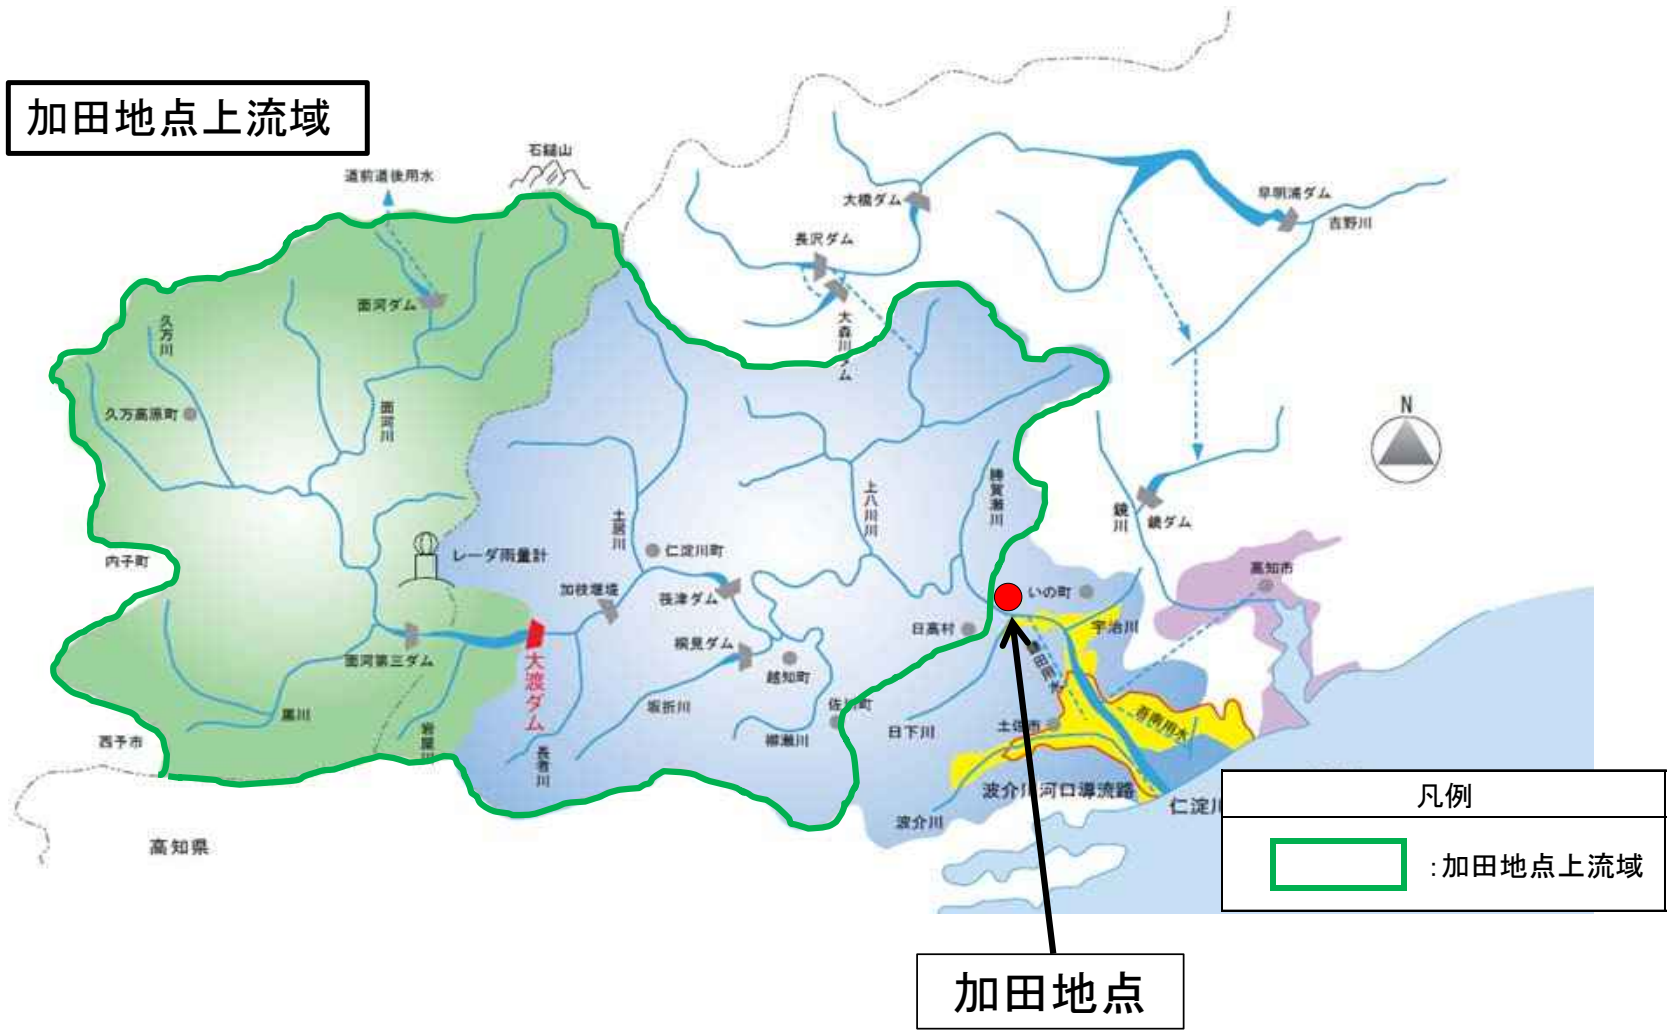 加田地点上流域
石鎚山
道前道後用水
早明浦ダム
大橋ダム
吉野川
長沢ダム
面河ダム
久万川
大森川ダム
久万高原町
面河川
N
勝賀瀬川
上八川川
土居川
鏡川
鏡ダム
仁淀川町
レーダ雨量計
内子町
高知市
加枝堰堤
筏津ダム
いの町
日高村
宇治川
桐見ダム
面河第三ダム
大渡ダム
越知町
黒川
坂折川
佐川町
土佐市
吾南用水
日下川
西予市
岩屋川
長者川
柳瀬川
波介川河口導流路
仁淀川
波介川
高知県
凡例
:加田地点上流域
加田地点